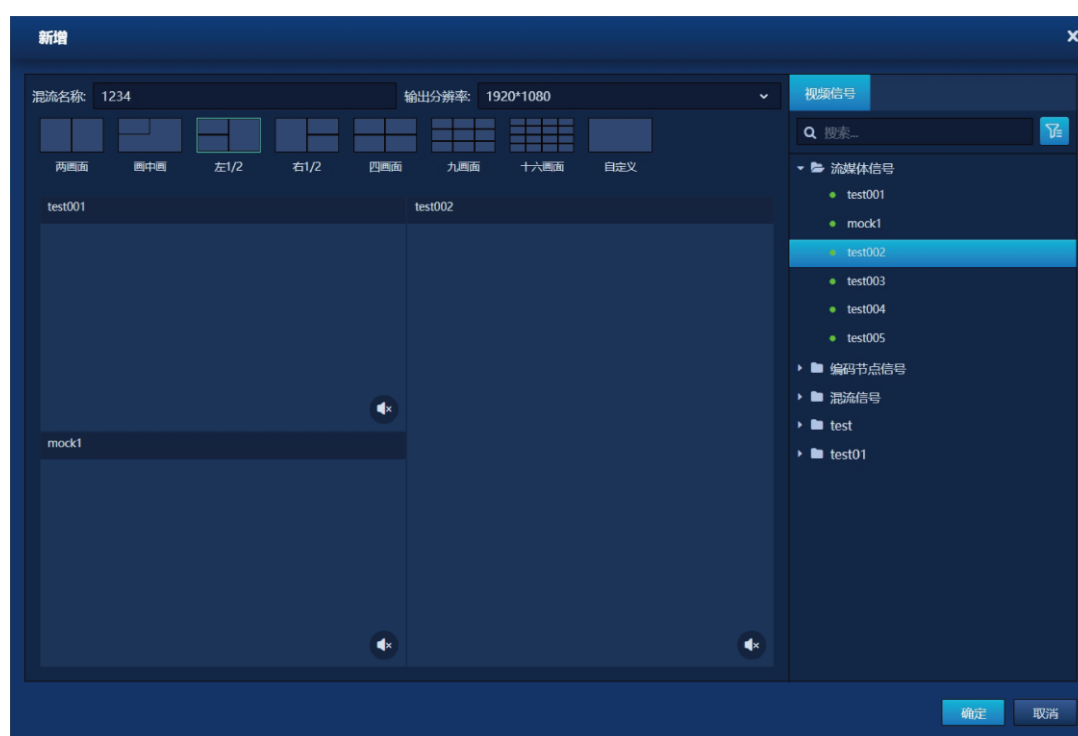 新增
混流名称: 1234 输出分辨率: 1920*1080
两画面 画中画 左1/2 右1/2 四画面 九画面 十六画面 自定义
test001
test002
mock1
视频信号
搜索...
流媒体信号
test001
mock1
test002
test003
test004
test005
编码节点信号
混流信号
test
test01
确定 取消